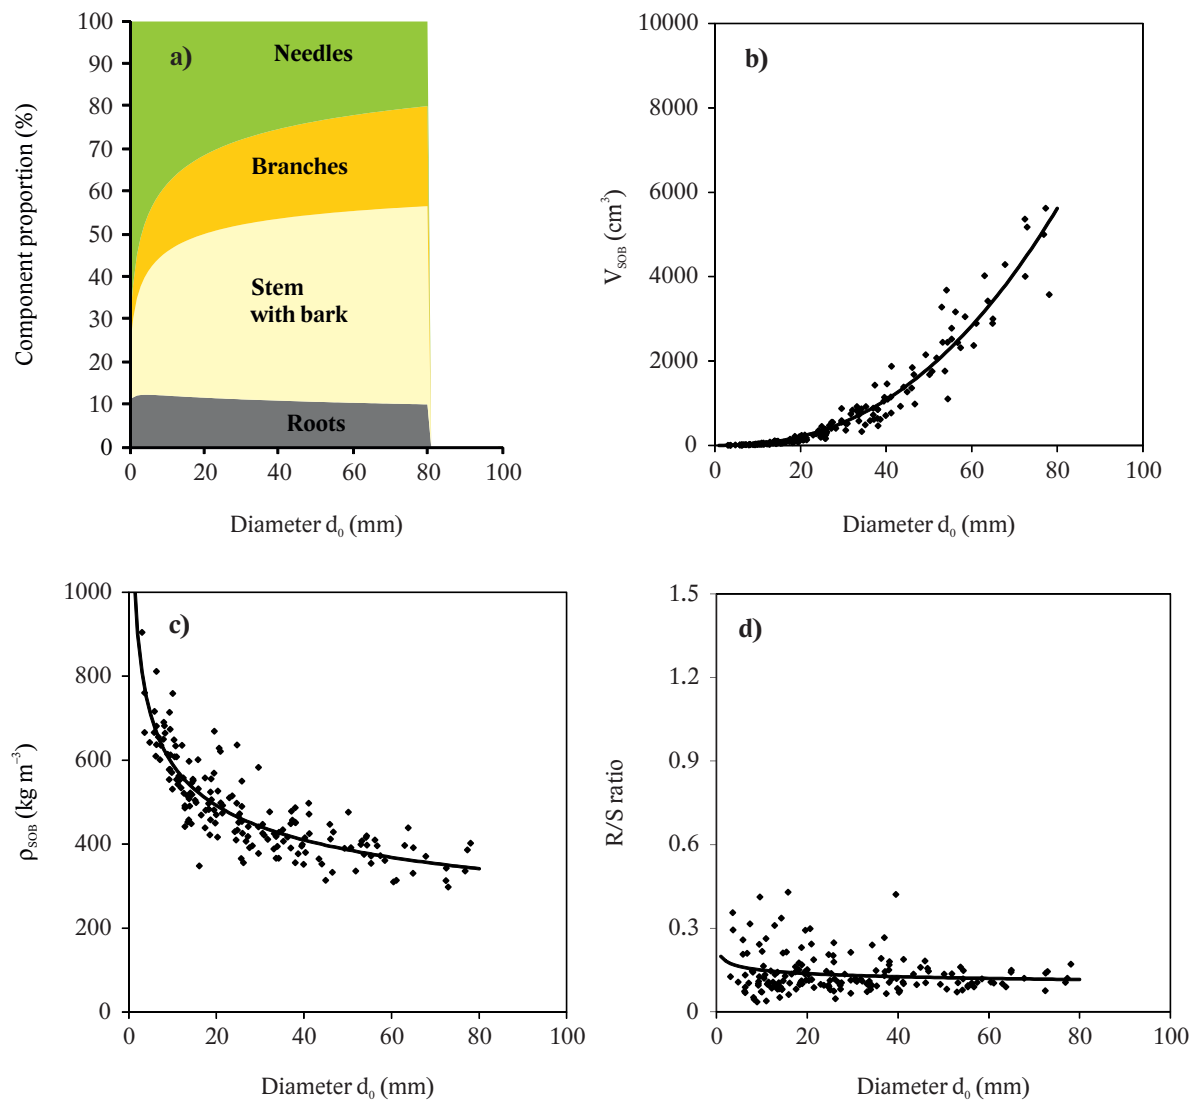 a)
Needles
Branches
Stem
with bark
Roots
Component proportion (%)
100
90
80
70
60
50
40
30
20
10
0
0 20 40 60 80 100
Diameter d₀ (mm)
b)
V_SOB (cm³)
10000
8000
6000
4000
2000
0
0 20 40 60 80 100
Diameter d₀ (mm)
c)
ρ_SOB (kg m⁻³)
1000
800
600
400
200
0
0 20 40 60 80 100
Diameter d₀ (mm)
d)
R/S ratio
1.5
1.2
0.9
0.6
0.3
0
0 20 40 60 80 100
Diameter d₀ (mm)